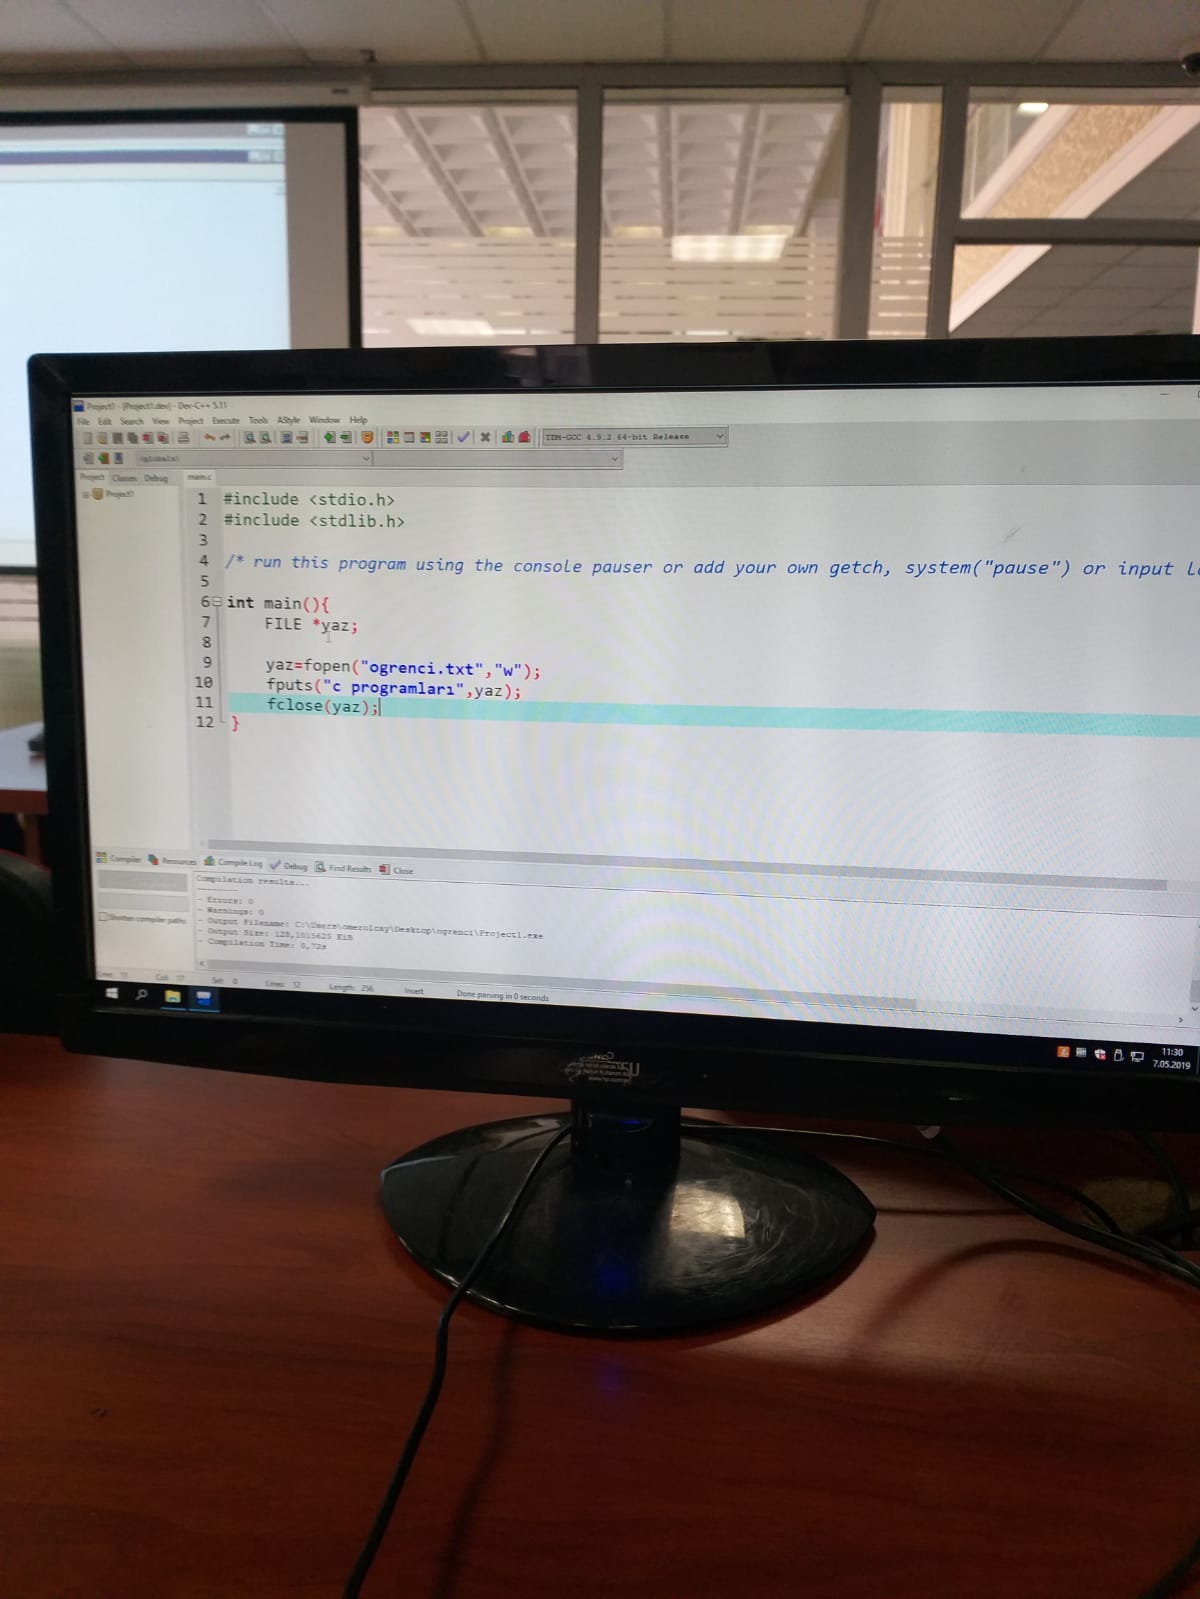 Project1 - [Project1.dev] - Dev-C++ 5.11
File Edit Search View Project Execute Tools AStyle Window Help
TDM-GCC 4.9.2 64-bit Release
(globals)
Project Classes Debug
main.c
Project1
1 #include <stdio.h>
2 #include <stdlib.h>
3
4 /* run this program using the console pauser or add your own getch, system("pause") or input
5
6 int main(){
7 FILE *yaz;
8
9 yaz=fopen("ogrenci.txt","w");
10 fputs("c programları",yaz);
11 fclose(yaz);
12 }
Compiler Resources Compile Log Debug Find Results Close
Compilation results...
--------
- Errors: 0
- Warnings: 0
- Output Filename: C:\Users\omerolcay\Desktop\ogrenci\Project1.exe
- Output Size: 128,1015625 KiB
- Compilation Time: 0,72s
Shorten compiler paths
Line: 11 Col: 17 Sel: 0 Lines: 12 Length: 256 Insert Done parsing in 0 seconds
11:30
7.05.2019